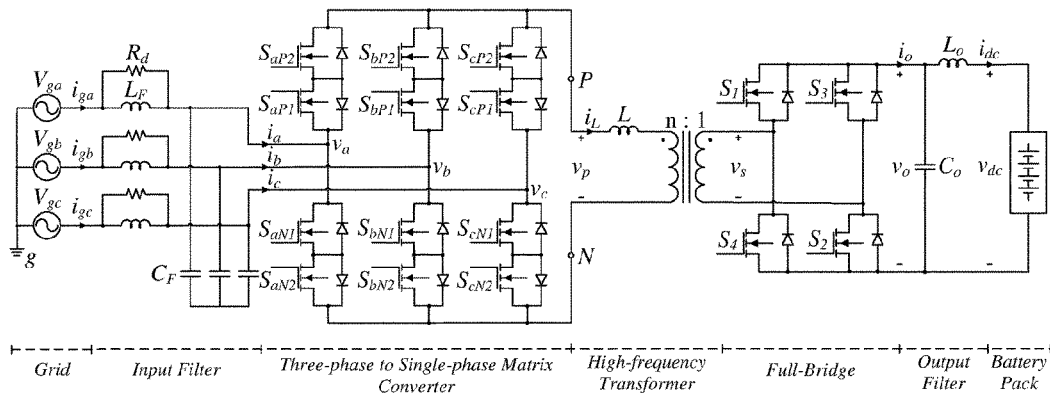 V_ga
i_ga
R_d
L_F
V_gb
i_gb
V_gc
i_gc
g
C_F
i_a
i_b
i_c
v_a
v_b
v_c
S_aP2
S_bP2
S_cP2
S_aP1
S_bP1
S_cP1
S_aN1
S_bN1
S_cN1
S_aN2
S_bN2
S_cN2
P
N
i_L
L
n : 1
+
v_p
-
+
v_s
-
S_1
S_3
S_4
S_2
i_o
L_o
i_dc
+
v_o
-
C_o
+
v_dc
-
Grid
Input Filter
Three-phase to Single-phase Matrix
Converter
High-frequency
Transformer
Full-Bridge
Output
Filter
Battery
Pack